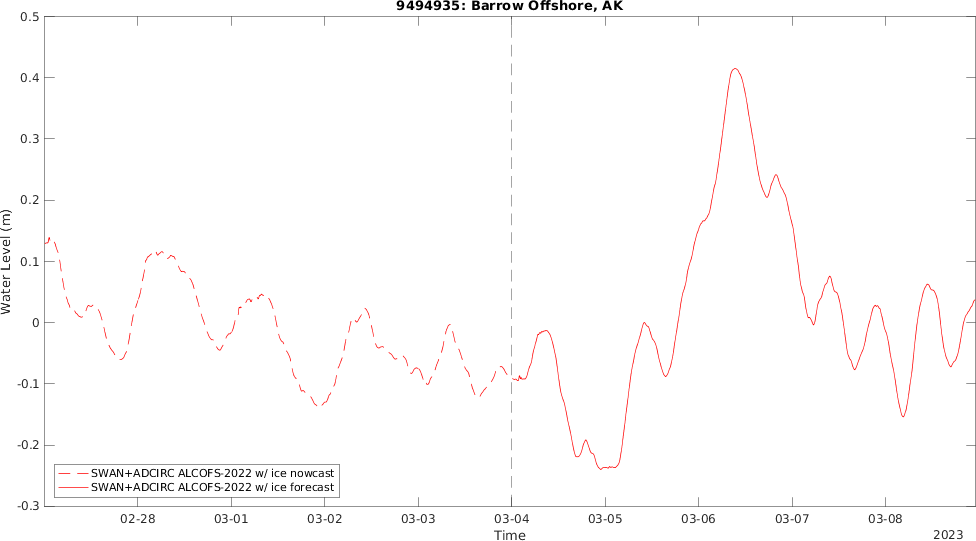 9494935: Barrow Offshore, AK
0.5
0.4
0.3
0.2
0.1
0
-0.1
-0.2
-0.3
Water Level (m)
SWAN+ADCIRC ALCOFS-2022 w/ ice nowcast
SWAN+ADCIRC ALCOFS-2022 w/ ice forecast
02-28 03-01 03-02 03-03 03-04 03-05 03-06 03-07 03-08
Time
2023